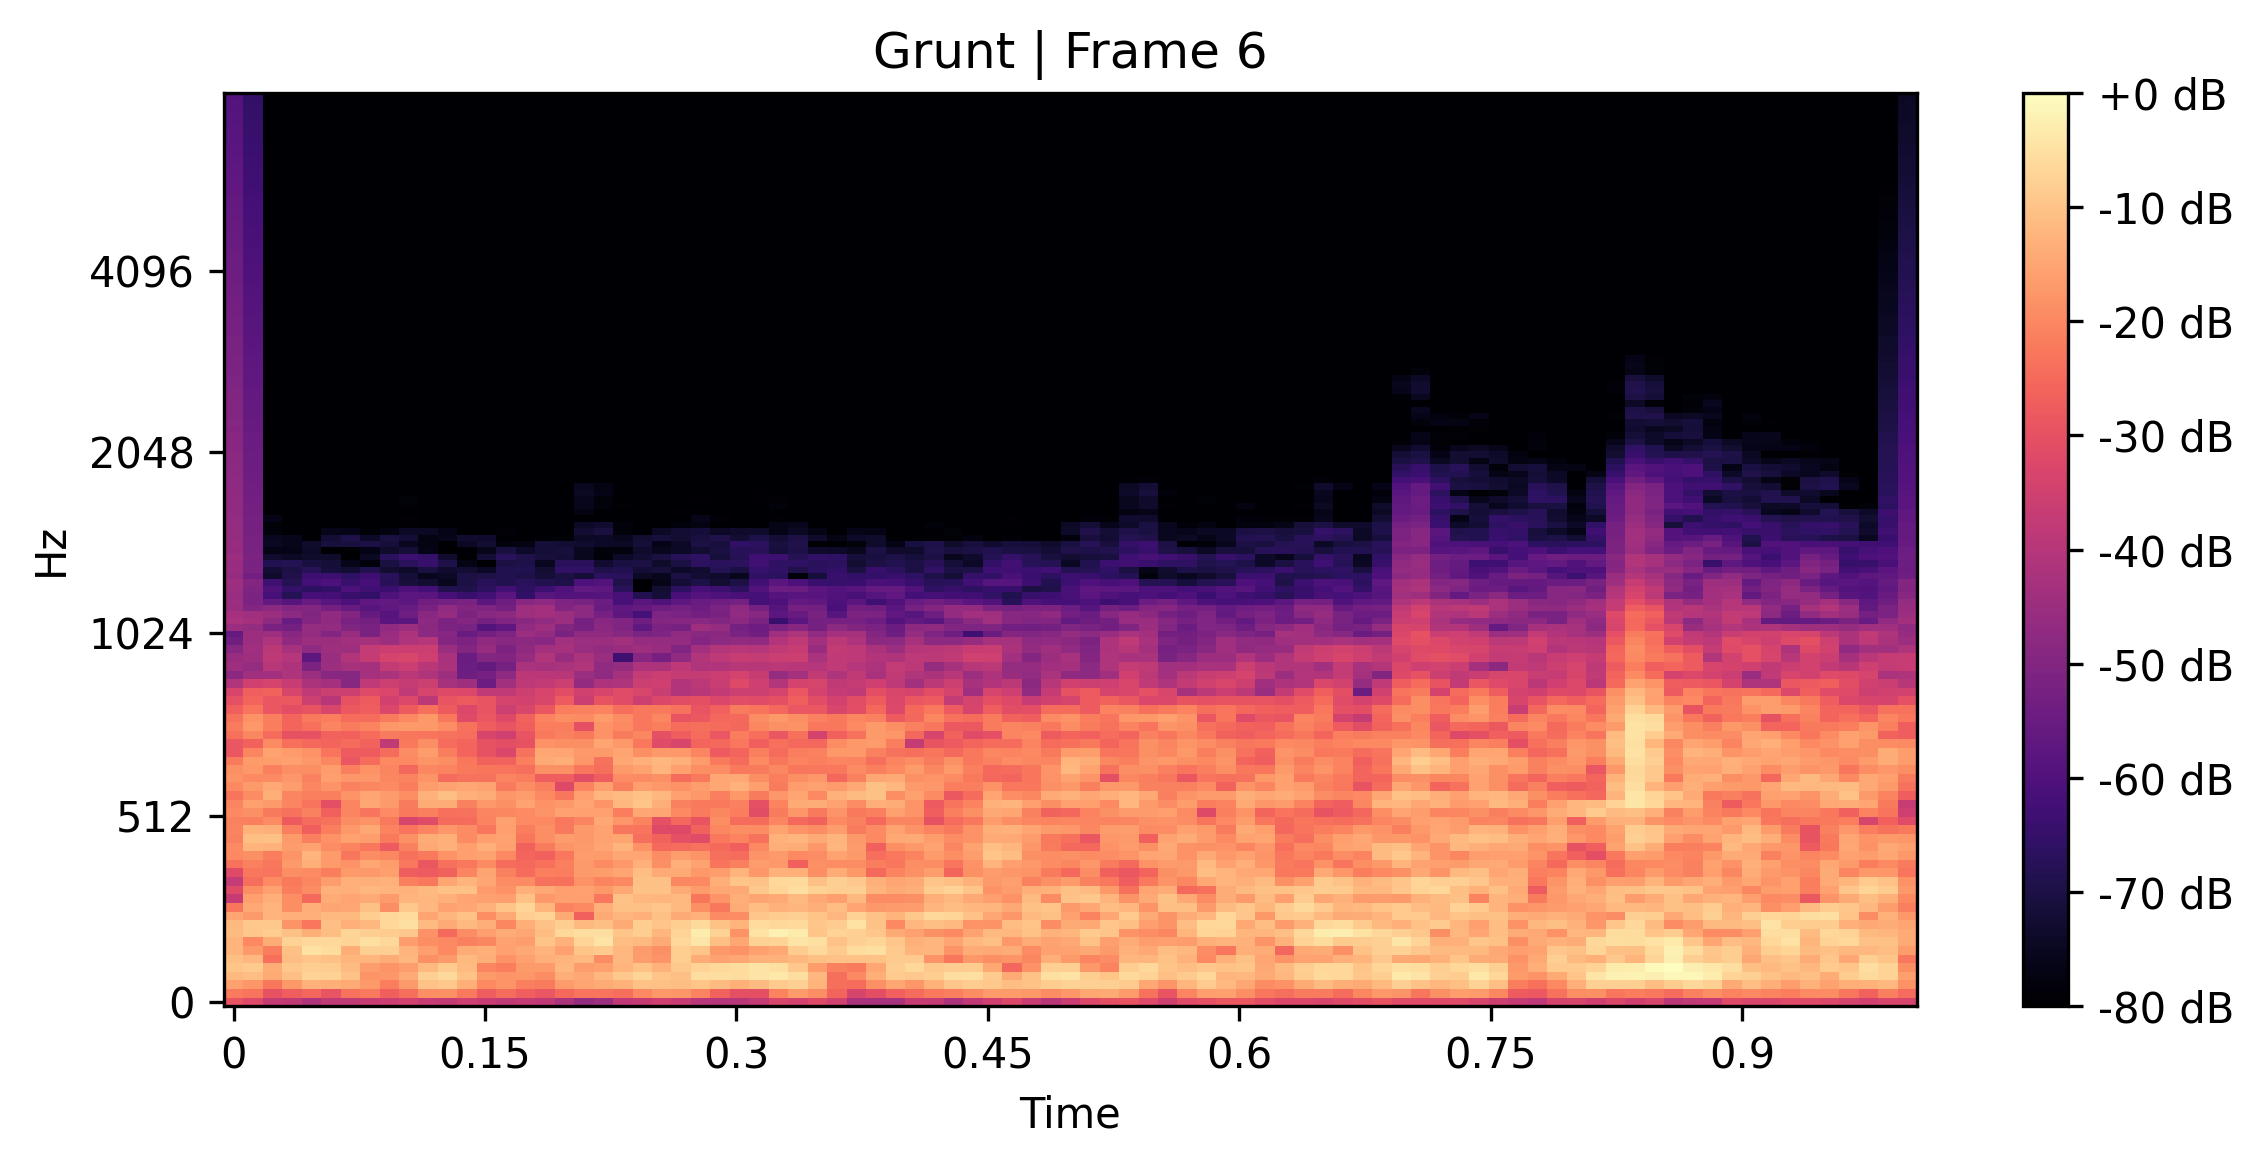 Grunt | Frame 6
Hz
4096
2048
1024
512
0
0 0.15 0.3 0.45 0.6 0.75 0.9
Time
+0 dB
-10 dB
-20 dB
-30 dB
-40 dB
-50 dB
-60 dB
-70 dB
-80 dB